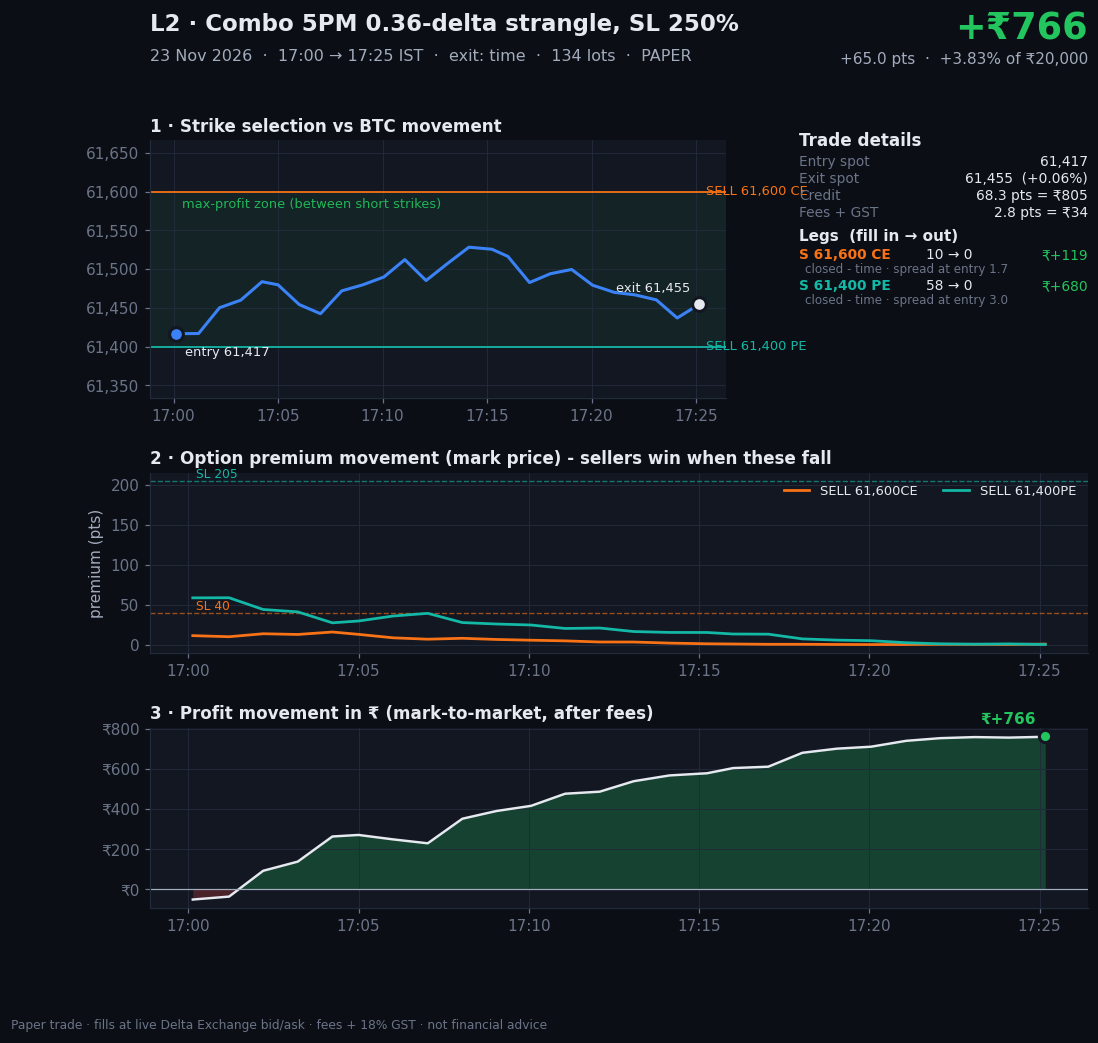 L2 · Combo 5PM 0.36-delta strangle, SL 250%
+₹766
23 Nov 2026 · 17:00 → 17:25 IST · exit: time · 134 lots · PAPER
+65.0 pts · +3.83% of ₹20,000
1 · Strike selection vs BTC movement
61,650
61,600
61,550
61,500
61,450
61,400
61,350
SELL 61,600 CE
max-profit zone (between short strikes)
exit 61,455
entry 61,417
SELL 61,400 PE
17:00 17:05 17:10 17:15 17:20 17:25
Trade details
Entry spot 61,417
Exit spot 61,455 (+0.06%)
Credit 68.3 pts = ₹805
Fees + GST 2.8 pts = ₹34
Legs (fill in → out)
S 61,600 CE 10 → 0 ₹+119
closed - time · spread at entry 1.7
S 61,400 PE 58 → 0 ₹+680
closed - time · spread at entry 3.0
2 · Option premium movement (mark price) - sellers win when these fall
premium (pts)
200
150
100
50
0
SL 205
SELL 61,600CE SELL 61,400PE
SL 40
17:00 17:05 17:10 17:15 17:20 17:25
3 · Profit movement in ₹ (mark-to-market, after fees)
₹+766
₹800
₹600
₹400
₹200
₹0
17:00 17:05 17:10 17:15 17:20 17:25
Paper trade · fills at live Delta Exchange bid/ask · fees + 18% GST · not financial advice